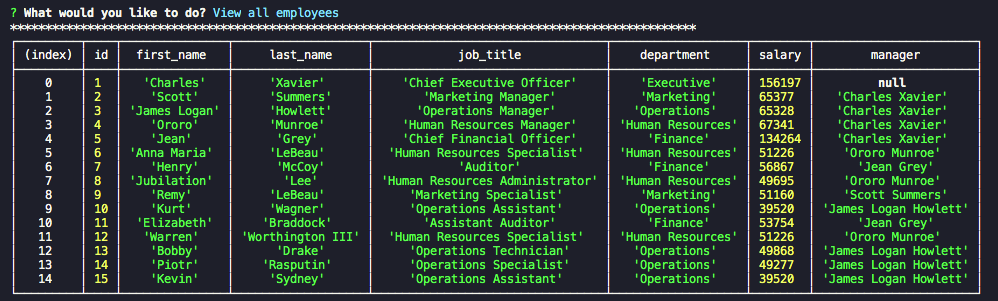 ? What would you like to do? View all employees
****************************************************************************************************
(index) id first_name last_name job_title department salary manager
0 1 'Charles' 'Xavier' 'Chief Executive Officer' 'Executive' 156197 null
1 2 'Scott' 'Summers' 'Marketing Manager' 'Marketing' 65377 'Charles Xavier'
2 3 'James Logan' 'Howlett' 'Operations Manager' 'Operations' 65328 'Charles Xavier'
3 4 'Ororo' 'Munroe' 'Human Resources Manager' 'Human Resources' 67341 'Charles Xavier'
4 5 'Jean' 'Grey' 'Chief Financial Officer' 'Finance' 134264 'Charles Xavier'
5 6 'Anna Maria' 'LeBeau' 'Human Resources Specialist' 'Human Resources' 51226 'Ororo Munroe'
6 7 'Henry' 'McCoy' 'Auditor' 'Finance' 56867 'Jean Grey'
7 8 'Jubilation' 'Lee' 'Human Resources Administrator' 'Human Resources' 49695 'Ororo Munroe'
8 9 'Remy' 'LeBeau' 'Marketing Specialist' 'Marketing' 51160 'Scott Summers'
9 10 'Kurt' 'Wagner' 'Operations Assistant' 'Operations' 39520 'James Logan Howlett'
10 11 'Elizabeth' 'Braddock' 'Assistant Auditor' 'Finance' 53754 'Jean Grey'
11 12 'Warren' 'Worthington III' 'Human Resources Specialist' 'Human Resources' 51226 'Ororo Munroe'
12 13 'Bobby' 'Drake' 'Operations Technician' 'Operations' 49868 'James Logan Howlett'
13 14 'Piotr' 'Rasputin' 'Operations Specialist' 'Operations' 49277 'James Logan Howlett'
14 15 'Kevin' 'Sydney' 'Operations Assistant' 'Operations' 39520 'James Logan Howlett'